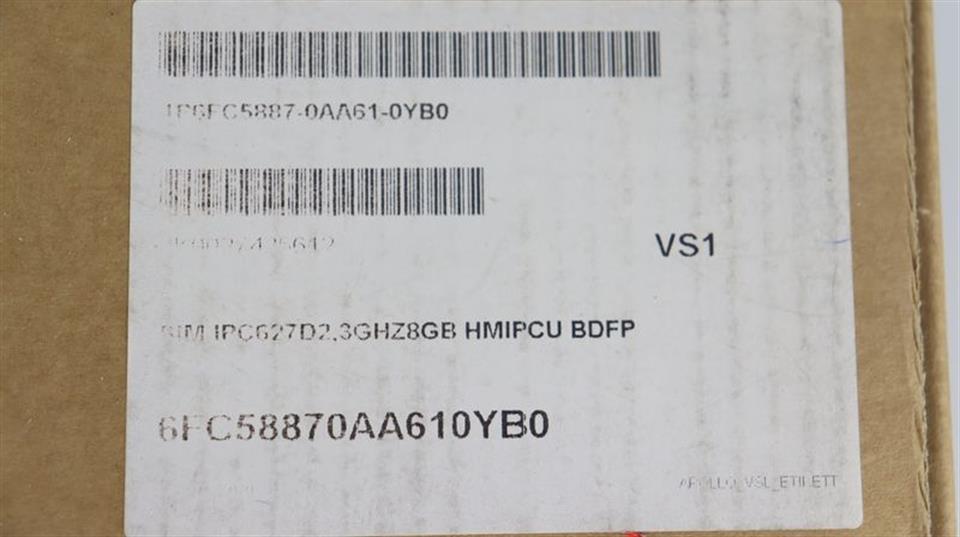 1P6FC5887-0AA61-0YB0
VS1
SIM IPC627D2,3GHZ8GB HMIPCU BDFP
6FC58870AA610YB0
APOLLO_VSL_ETIKETT